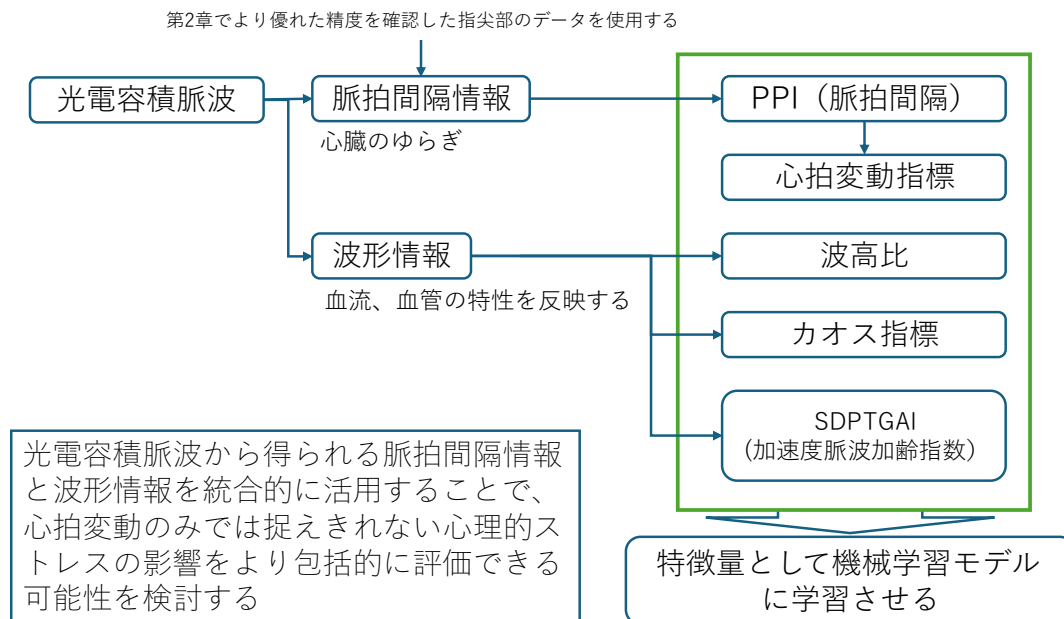 第2章でより優れた精度を確認した指尖部のデータを使用する
光電容積脈波
脈拍間隔情報
心臓のゆらぎ
PPI（脈拍間隔）
心拍変動指標
波形情報
血流、血管の特性を反映する
波高比
カオス指標
SDPTGAI
(加速度脈波加齢指数）
光電容積脈波から得られる脈拍間隔情報
と波形情報を統合的に活用することで、
心拍変動のみでは捉えきれない心理的ス
トレスの影響をより包括的に評価できる
可能性を検討する
特徴量として機械学習モデル
に学習させる